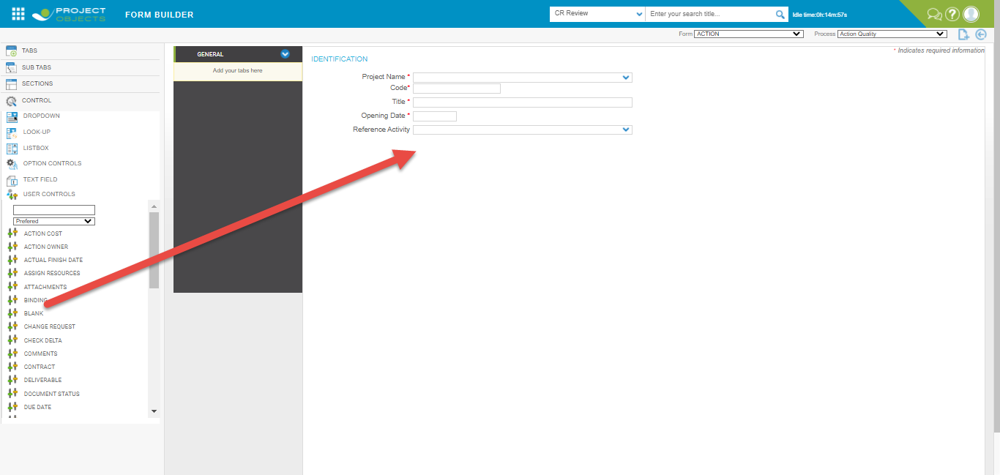 PROJECT
OBJECTS
FORM BUILDER
CR Review
Enter your search title...
Idle time:0h:14m:57s
Form ACTION
Process Action Quality
TABS
SUB TABS
SECTIONS
CONTROL
DROPDOWN
LOOK-UP
LISTBOX
OPTION CONTROLS
TEXT FIELD
USER CONTROLS
Prefered
ACTION COST
ACTION OWNER
ACTUAL FINISH DATE
ASSIGN RESOURCES
ATTACHMENTS
BINDING
BLANK
CHANGE REQUEST
CHECK DELTA
COMMENTS
CONTRACT
DELIVERABLE
DOCUMENT STATUS
DUE DATE
GENERAL
Add your tabs here
* Indicates required information
IDENTIFICATION
Project Name *
Code*
Title *
Opening Date *
Reference Activity